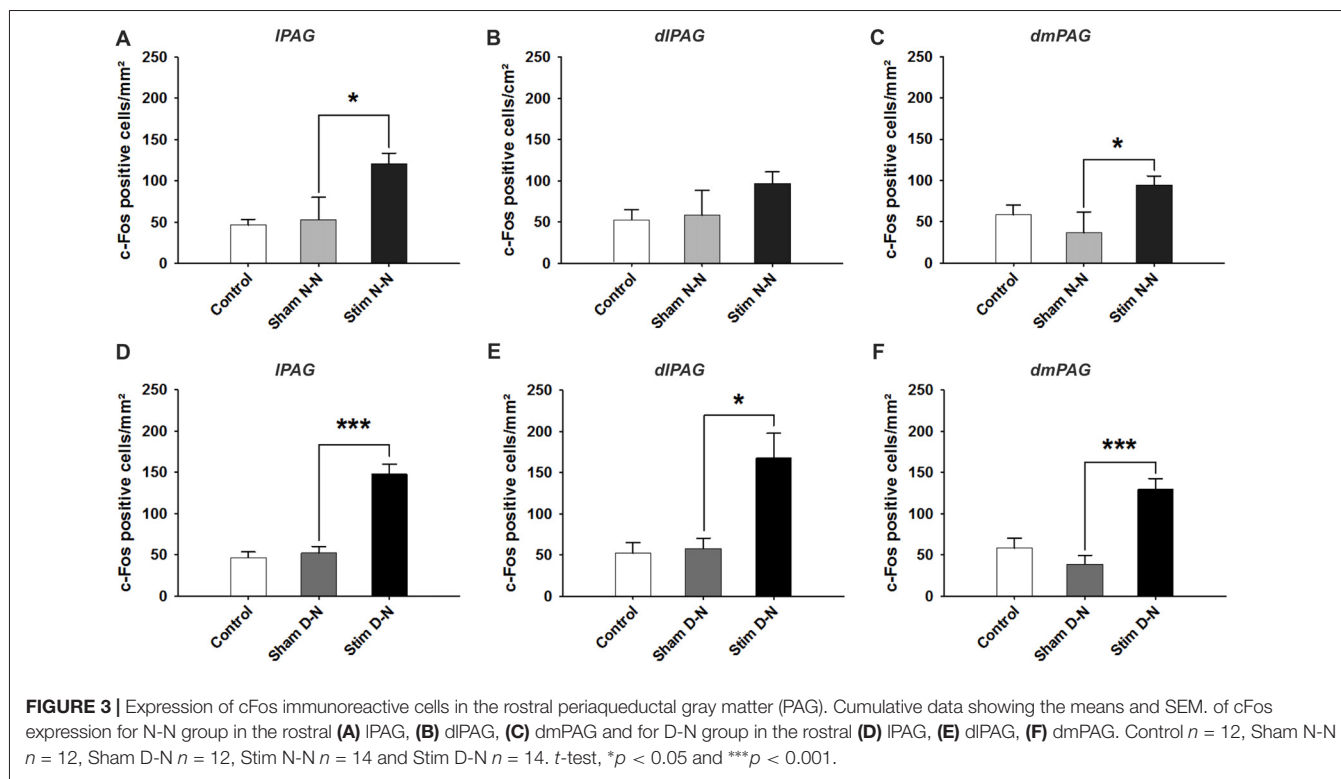 A
lPAG
c-Fos positive cells/mm²
250
200
150
100
50
0
*
Control
Sham N-N
Stim N-N
B
dlPAG
c-Fos positive cells/cm²
250
200
150
100
50
0
Control
Sham N-N
Stim N-N
C
dmPAG
c-Fos positive cells/mm²
250
200
150
100
50
0
*
Control
Sham N-N
Stim N-N
D
lPAG
c-Fos positive cells/mm²
250
200
150
100
50
0
***
Control
Sham D-N
Stim D-N
E
dlPAG
c-Fos positive cells/mm²
250
200
150
100
50
0
*
Control
Sham D-N
Stim D-N
F
dmPAG
c-Fos positive cells/mm²
250
200
150
100
50
0
***
Control
Sham D-N
Stim D-N
FIGURE 3 | Expression of cFos immunoreactive cells in the rostral periaqueductal gray matter (PAG). Cumulative data showing the means and SEM. of cFos
expression for N-N group in the rostral (A) lPAG, (B) dlPAG, (C) dmPAG and for D-N group in the rostral (D) lPAG, (E) dlPAG, (F) dmPAG. Control n = 12, Sham N-N
n = 12, Sham D-N n = 12, Stim N-N n = 14 and Stim D-N n = 14. t-test, *p < 0.05 and ***p < 0.001.